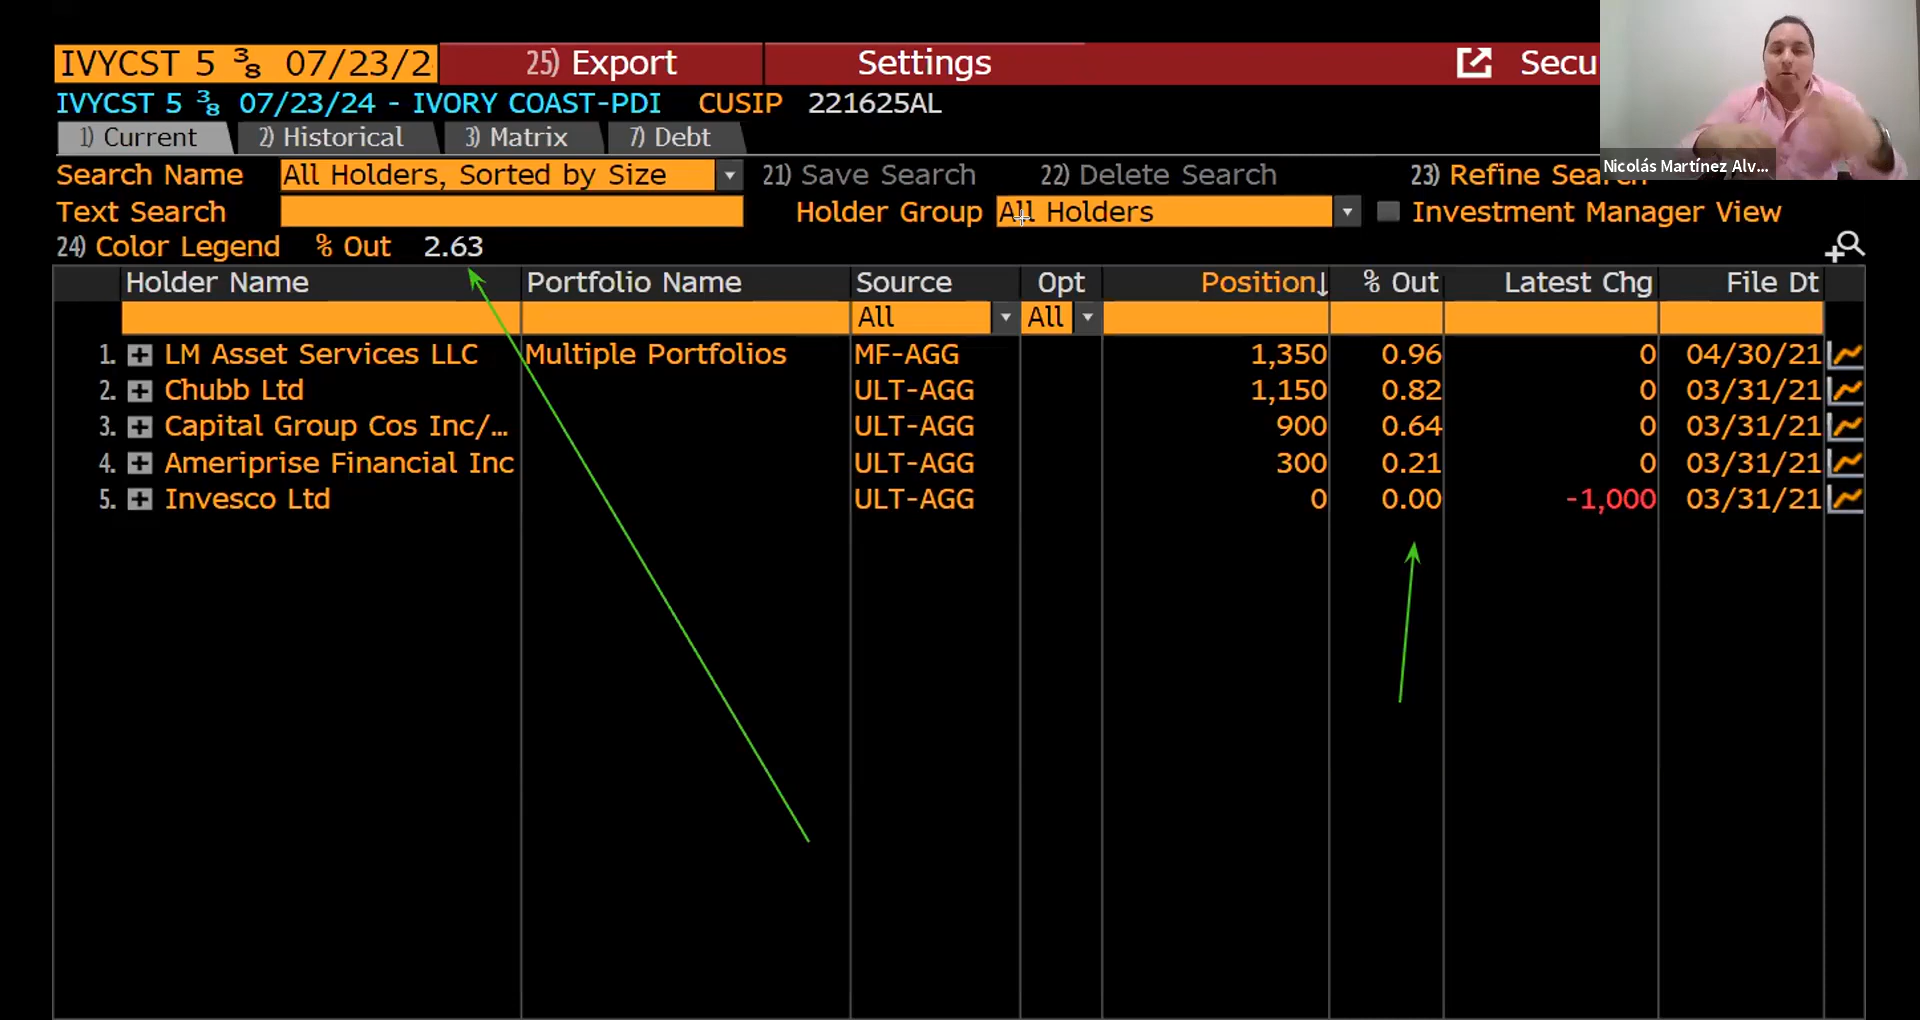 IVYCST 5 ⅜ 07/23/2 25) Export Settings Secu
IVYCST 5 ⅜ 07/23/24 - IVORY COAST-PDI CUSIP 221625AL
1) Current 2) Historical 3) Matrix 7) Debt
Nicolás Martínez Alv...
Search Name All Holders, Sorted by Size 21) Save Search 22) Delete Search 23) Refine Search
Text Search Holder Group All Holders Investment Manager View
24) Color Legend % Out 2.63
Holder Name Portfolio Name Source Opt Position↓ % Out Latest Chg File Dt
All All
1. LM Asset Services LLC Multiple Portfolios MF-AGG 1,350 0.96 0 04/30/21
2. Chubb Ltd ULT-AGG 1,150 0.82 0 03/31/21
3. Capital Group Cos Inc/... ULT-AGG 900 0.64 0 03/31/21
4. Ameriprise Financial Inc ULT-AGG 300 0.21 0 03/31/21
5. Invesco Ltd ULT-AGG 0 0.00 -1,000 03/31/21